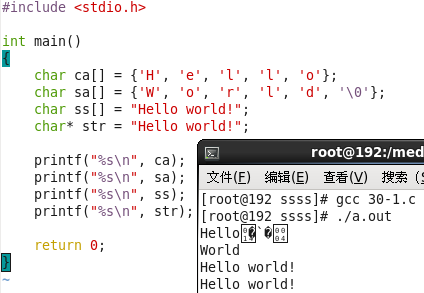 #include <stdio.h>
int main()
{
char ca[] = {'H', 'e', 'l', 'l', 'o'};
char sa[] = {'W', 'o', 'r', 'l', 'd', '\0'};
char ss[] = "Hello world!";
char* str = "Hello world!";
printf("%s\n", ca);
printf("%s\n", sa);
printf("%s\n", ss);
printf("%s\n", str);
return 0;
}
~
root@192:/med
文件(F) 编辑(E) 查看(V) 搜索 (S
[root@192 ssss]# gcc 30-1.c
[root@192 ssss]# ./a.out
Hello�`�
World
Hello world!
Hello world!